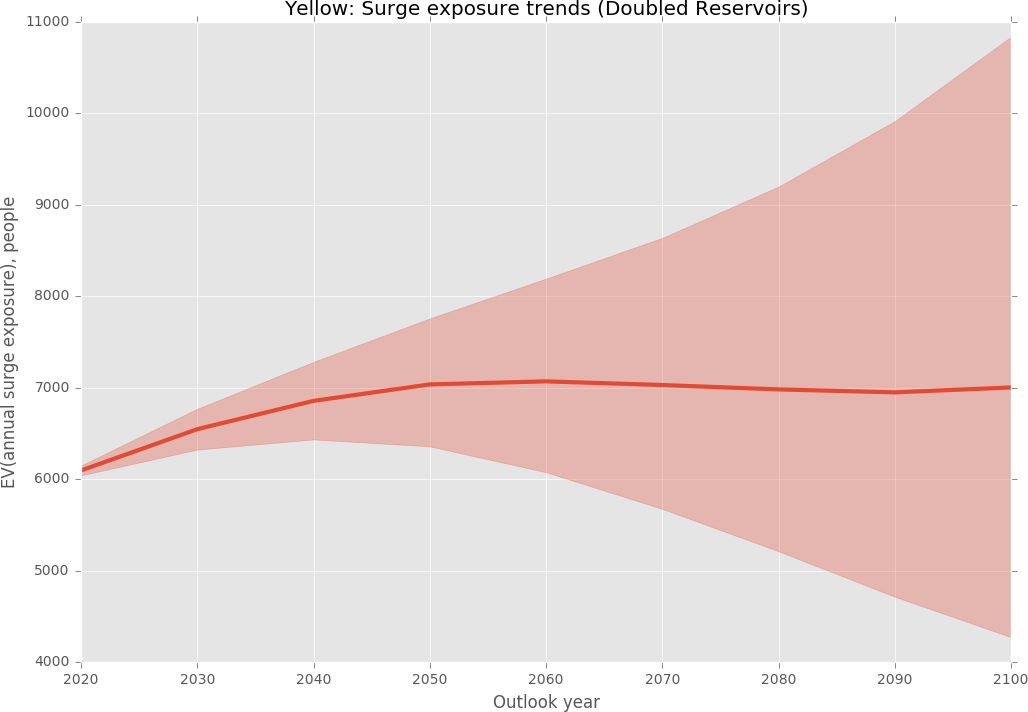 Yellow: Surge exposure trends (Doubled Reservoirs)
EV(annual surge exposure), people
11000
10000
9000
8000
7000
6000
5000
4000
2020 2030 2040 2050 2060 2070 2080 2090 2100
Outlook year